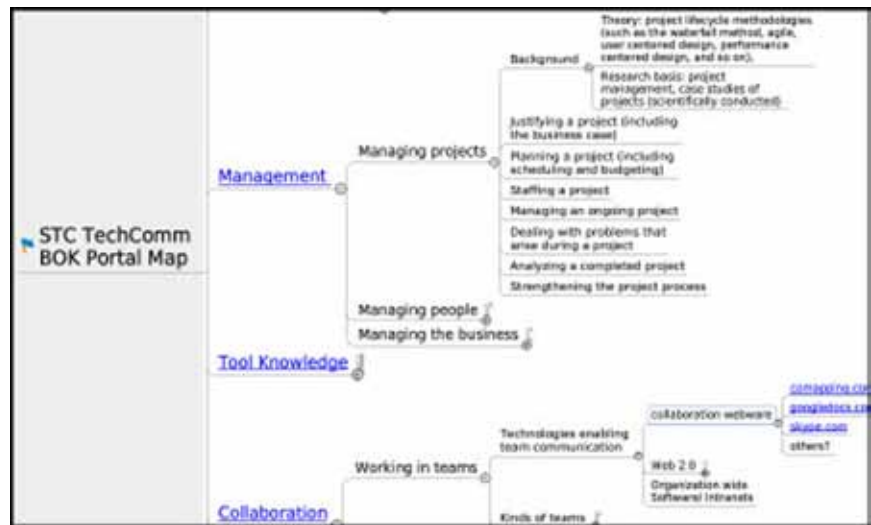 Theory: project lifecycle methodologies
(such as the waterfall method, agile,
user centered design, performance
centered design, and so on).
Background
Research basis: project
management, case studies of
projects (scientifically conducted)
Justifying a project (including
the business case)
Managing projects
Planning a project (including
scheduling and budgeting)
Management
Staffing a project
Managing an ongoing project
STC TechComm
BOK Portal Map
Dealing with problems that
arise during a project
Analyzing a completed project
Strengthening the project process
Managing people
Managing the business
Tool Knowledge
comapping.com
collaboration webware
googledocs.com
skype.com
Technologies enabling
team communication
others?
Working in teams
Web 2.0
Organization wide
Software/ Intranets
Collaboration
Kinds of teams